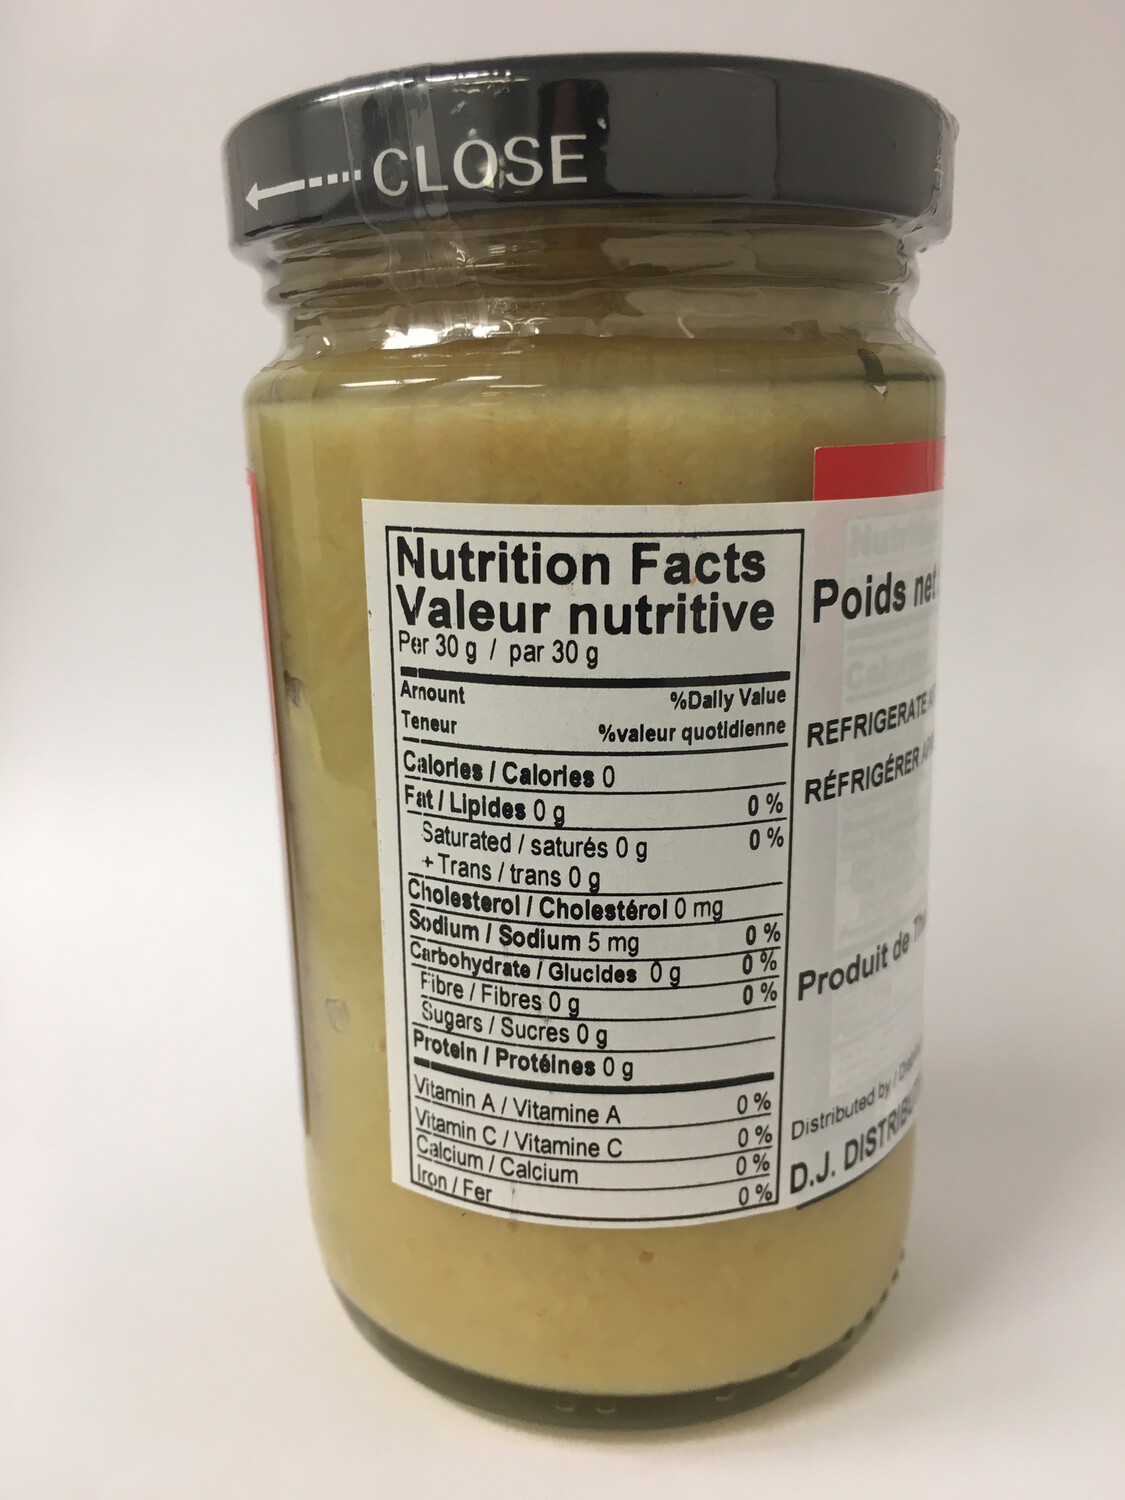 CLOSE
Nutrition Facts
Valeur nutritive
Per 30 g / par 30 g
Amount %Daily Value
Teneur %valeur quotidienne
Calories / Calories 0
Fat / Lipides 0 g 0 %
Saturated / saturés 0 g 0 %
+ Trans / trans 0 g
Cholesterol / Cholestérol 0 mg
Sodium / Sodium 5 mg 0 %
Carbohydrate / Glucides 0 g 0 %
Fibre / Fibres 0 g 0 %
Sugars / Sucres 0 g
Protein / Protéines 0 g
Vitamin A / Vitamine A 0 %
Vitamin C / Vitamine C 0 %
Calcium / Calcium 0 %
Iron / Fer 0 %
Poids net
REFRIGERATE
RÉFRIGÉRER
Produit de
Distributed by /
D.J.